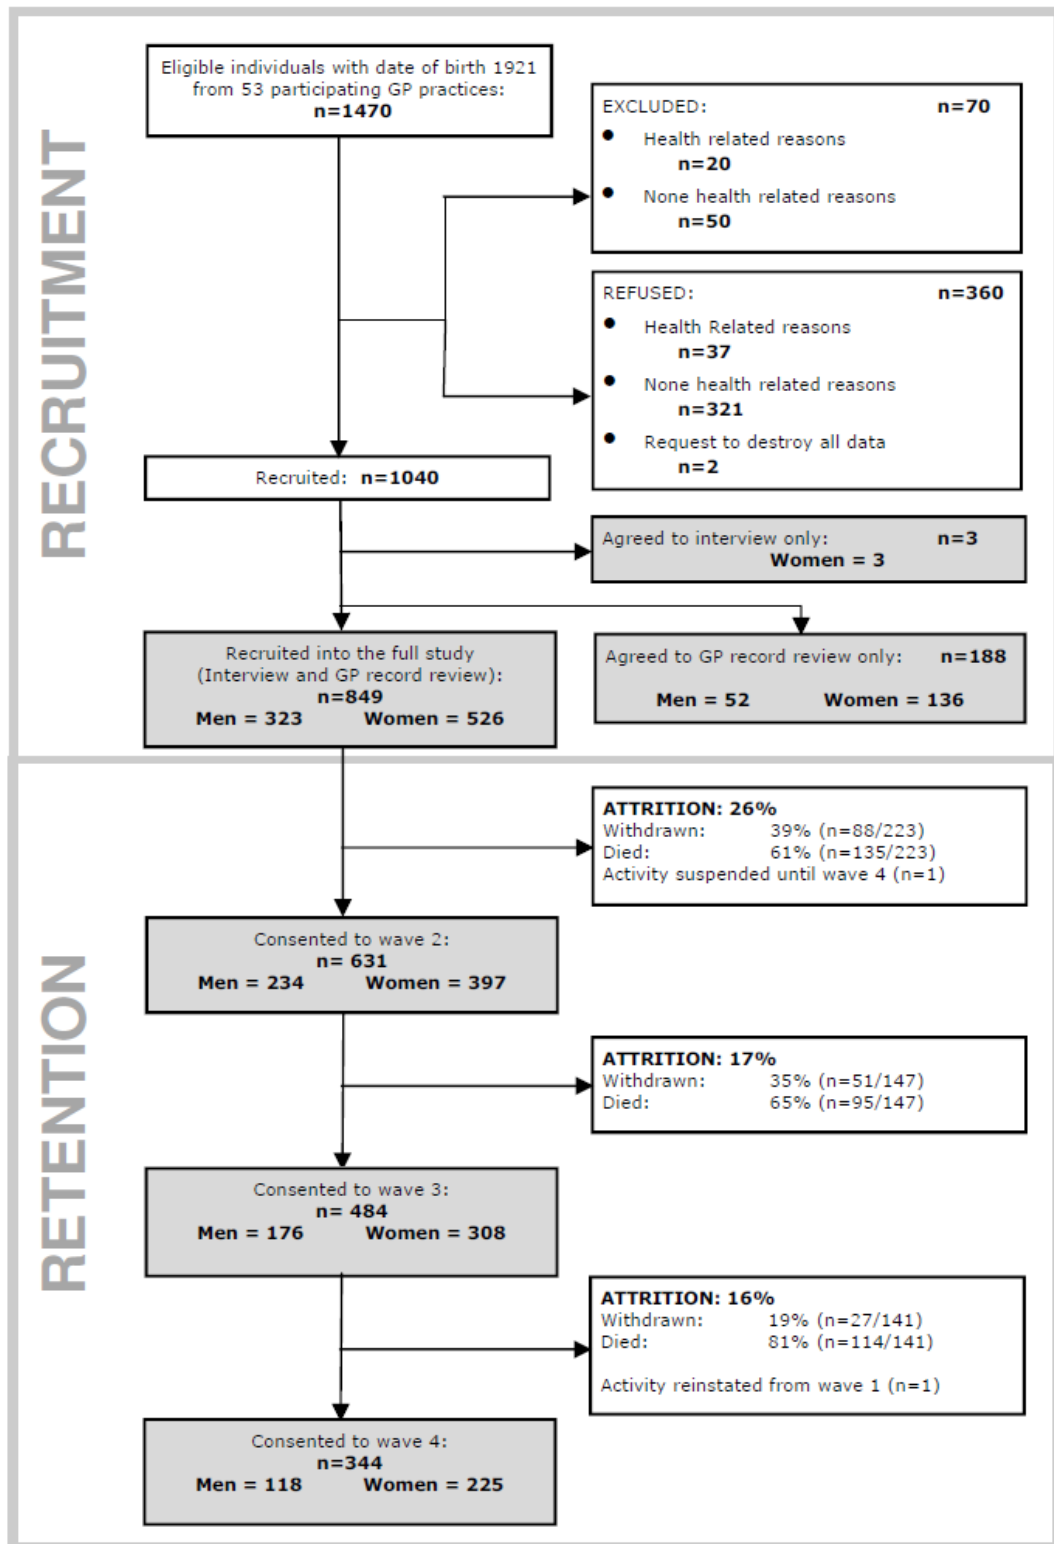 RECRUITMENT
Eligible individuals with date of birth 1921
from 53 participating GP practices:
n=1470
EXCLUDED: n=70
● Health related reasons
n=20
● None health related reasons
n=50
REFUSED: n=360
● Health Related reasons
n=37
● None health related reasons
n=321
● Request to destroy all data
n=2
Recruited: n=1040
Agreed to interview only: n=3
Women = 3
Recruited into the full study
(Interview and GP record review):
n=849
Men = 323 Women = 526
Agreed to GP record review only: n=188
Men = 52 Women = 136
RETENTION
ATTRITION: 26%
Withdrawn: 39% (n=88/223)
Died: 61% (n=135/223)
Activity suspended until wave 4 (n=1)
Consented to wave 2:
n= 631
Men = 234 Women = 397
ATTRITION: 17%
Withdrawn: 35% (n=51/147)
Died: 65% (n=95/147)
Consented to wave 3:
n= 484
Men = 176 Women = 308
ATTRITION: 16%
Withdrawn: 19% (n=27/141)
Died: 81% (n=114/141)
Activity reinstated from wave 1 (n=1)
Consented to wave 4:
n=344
Men = 118 Women = 225